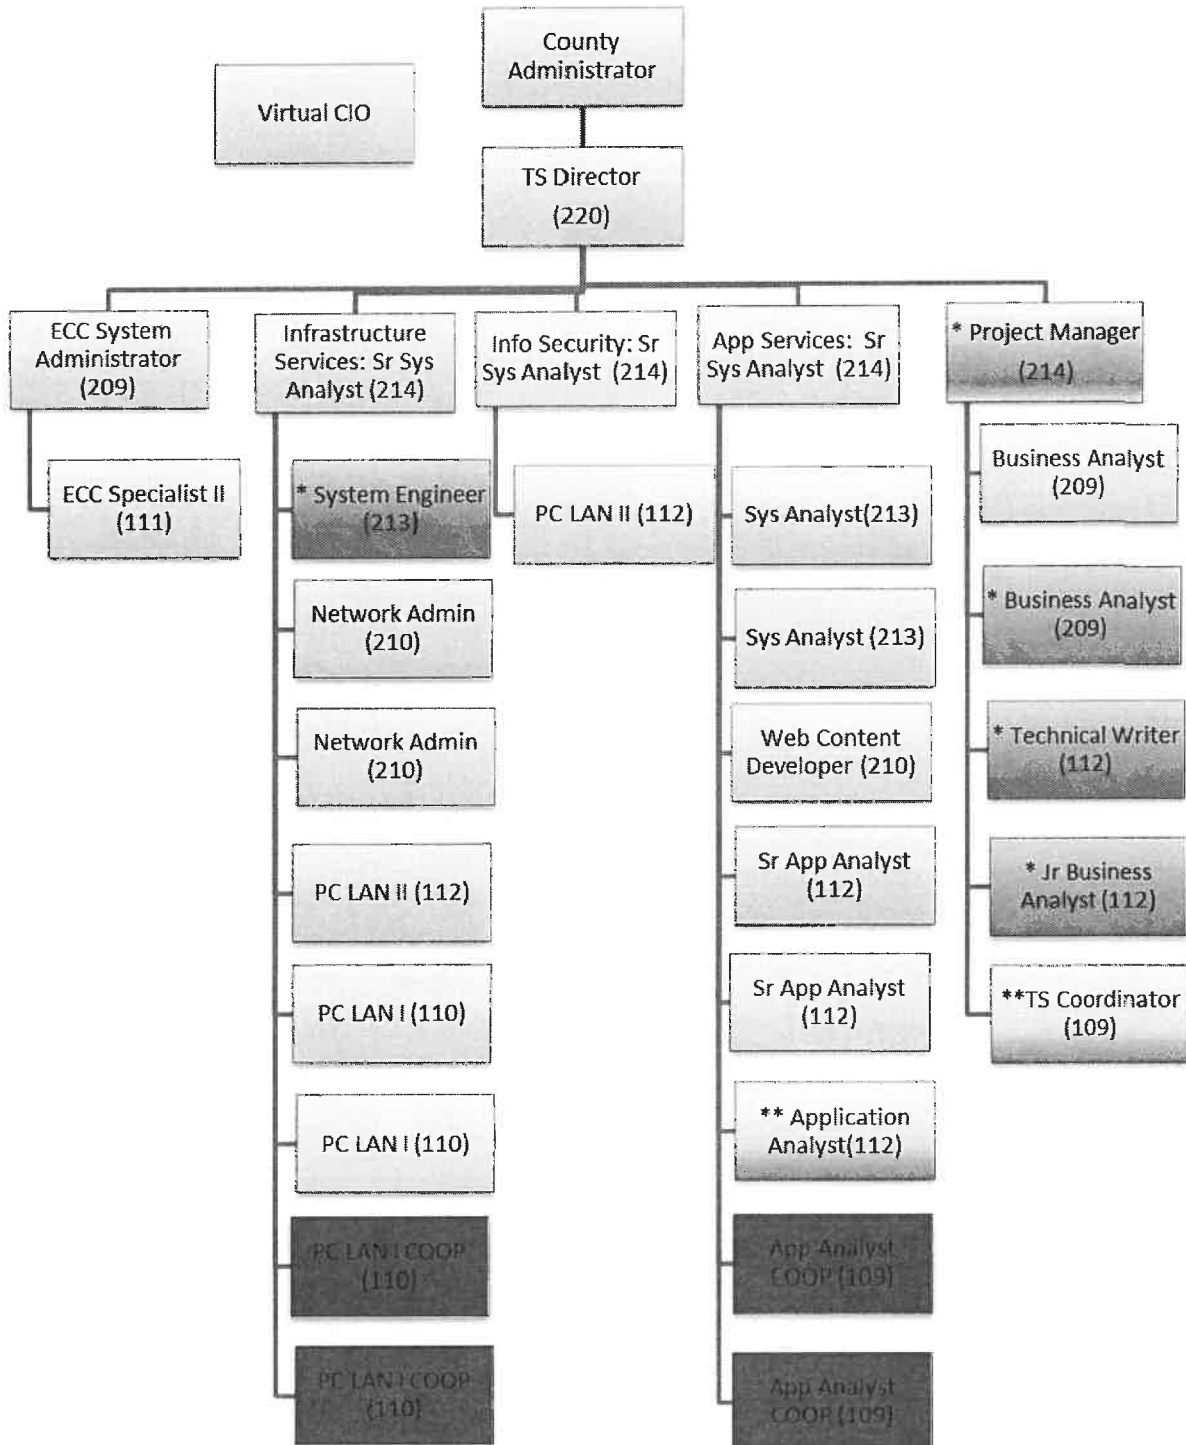 County
Administrator
Virtual CIO
TS Director
(220)
ECC System
Administrator
(209)
Infrastructure
Services: Sr Sys
Analyst (214)
Info Security: Sr
Sys Analyst (214)
App Services: Sr
Sys Analyst (214)
* Project Manager
(214)
ECC Specialist II
(111)
* System Engineer
(213)
Network Admin
(210)
Network Admin
(210)
PC LAN II (112)
PC LAN I (110)
PC LAN I (110)
PC LAN I COOP
(110)
PC LAN I COOP
(110)
PC LAN II (112)
Sys Analyst(213)
Sys Analyst (213)
Web Content
Developer (210)
Sr App Analyst
(112)
Sr App Analyst
(112)
** Application
Analyst(112)
App Analyst
COOP (109)
App Analyst
COOP (109)
Business Analyst
(209)
* Business Analyst
(209)
* Technical Writer
(112)
* Jr Business
Analyst (112)
**TS Coordinator
(109)